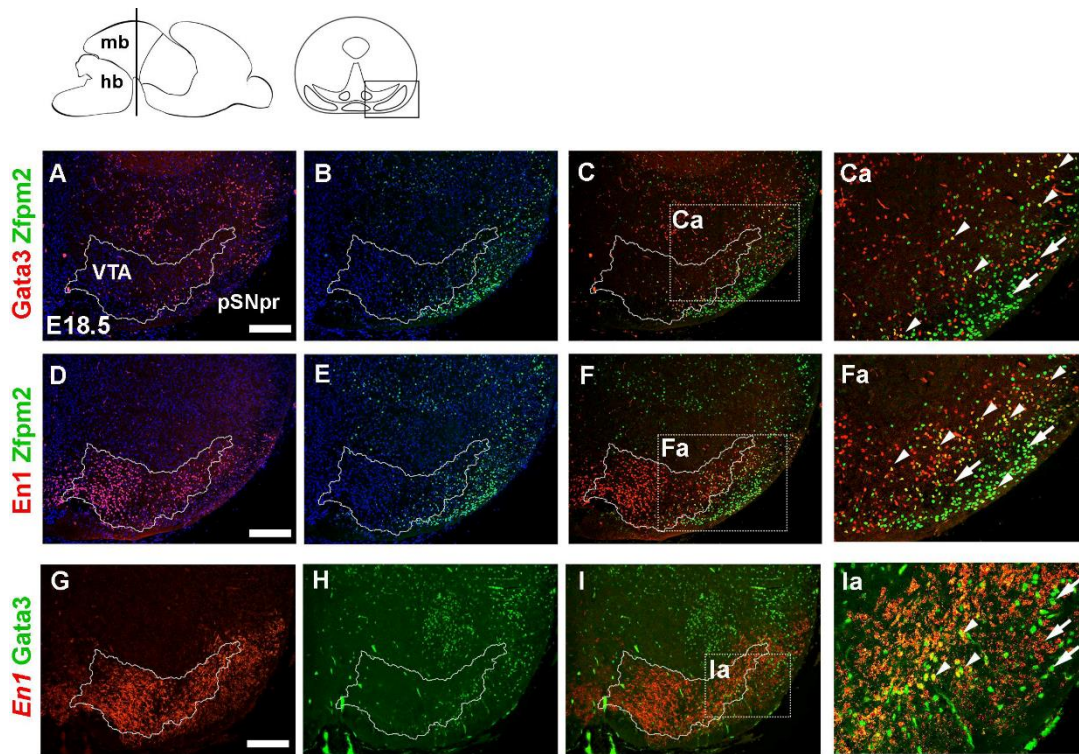 mb
hb
Gata3 Zfpm2
A
B
C
Ca
Ca
VTA
pSNpr
E18.5
En1 Zfpm2
D
E
F
Fa
Fa
En1 Gata3
G
H
I
Ia
Ia